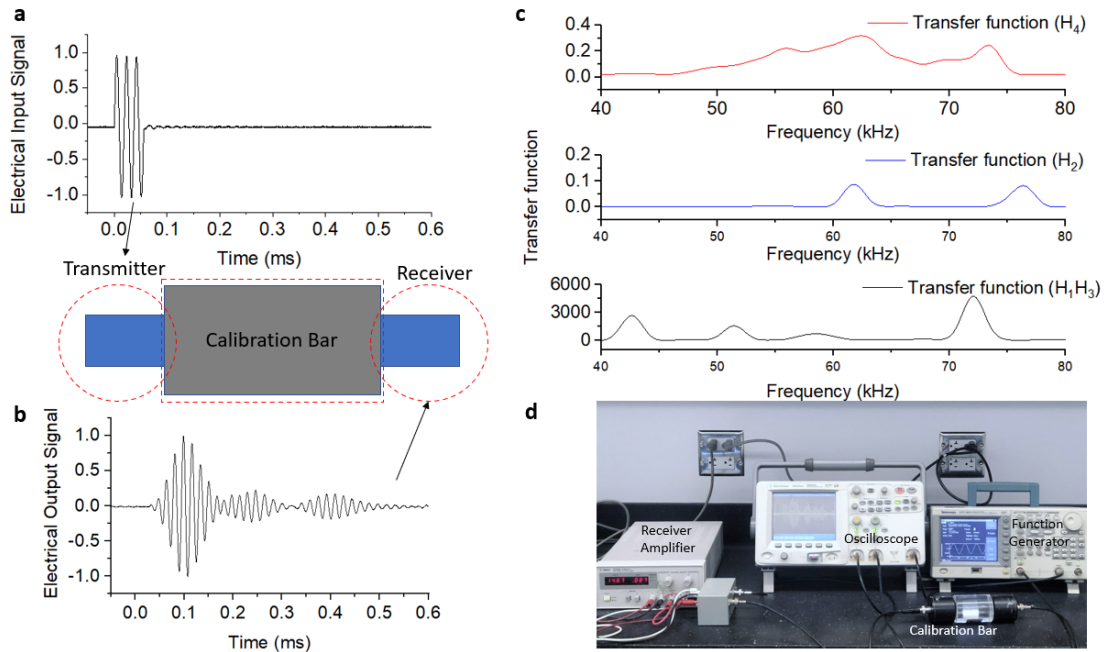 a
Electrical Input Signal
1.0
0.5
0.0
-0.5
-1.0
0.0 0.1 0.2 0.3 0.4 0.5 0.6
Time (ms)
Transmitter
Receiver
Calibration Bar
b
Electrical Output Signal
1.0
0.5
0.0
-0.5
-1.0
0.0 0.1 0.2 0.3 0.4 0.5 0.6
Time (ms)
c
Transfer function
Transfer function (H4)
0.4
0.2
0.0
40 50 60 70 80
Frequency (kHz)
Transfer function (H2)
0.2
0.1
0.0
40 50 60 70 80
Frequency (kHz)
Transfer function (H1H3)
6000
3000
0
40 50 60 70 80
Frequency (kHz)
d
Receiver
Amplifier
Oscilloscope
Function
Generator
Tektronix
Calibration Bar